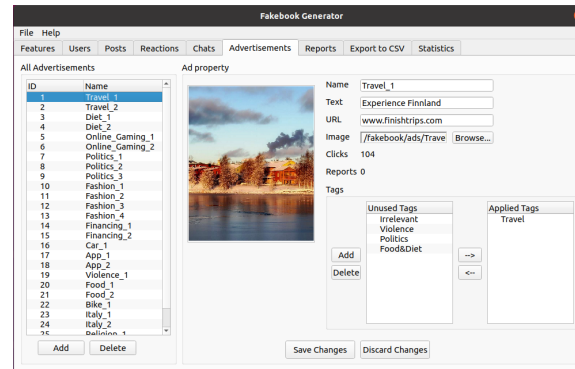 Fakebook Generator
File Help
Features Users Posts Reactions Chats Advertisements Reports Export to CSV Statistics
All Advertisements
ID Name
1 Travel_1
2 Travel_2
3 Diet_1
4 Diet_2
5 Online_Gaming_1
6 Online_Gaming_2
7 Politics_1
8 Politics_2
9 Politics_3
10 Fashion_1
11 Fashion_2
12 Fashion_3
13 Fashion_4
14 Financing_1
15 Financing_2
16 Car_1
17 App_1
18 App_2
19 Violence_1
20 Food_1
21 Food_2
22 Bike_1
23 Italy_1
24 Italy_2
25 Religion_1
Add Delete
Ad property
Name Travel_1
Text Experience Finnland
URL www.finishtrips.com
Image /fakebook/ads/Trave Browse...
Clicks 104
Reports 0
Tags
Unused Tags
Irrelevant
Violence
Politics
Food&Diet
Add
Delete
-->
<--
Applied Tags
Travel
Save Changes Discard Changes